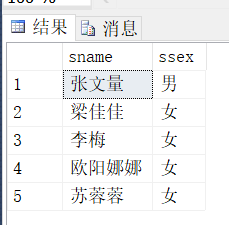 结果 消息
sname ssex
1 张文量 男
2 梁佳佳 女
3 李梅 女
4 欧阳娜娜 女
5 苏蓉蓉 女